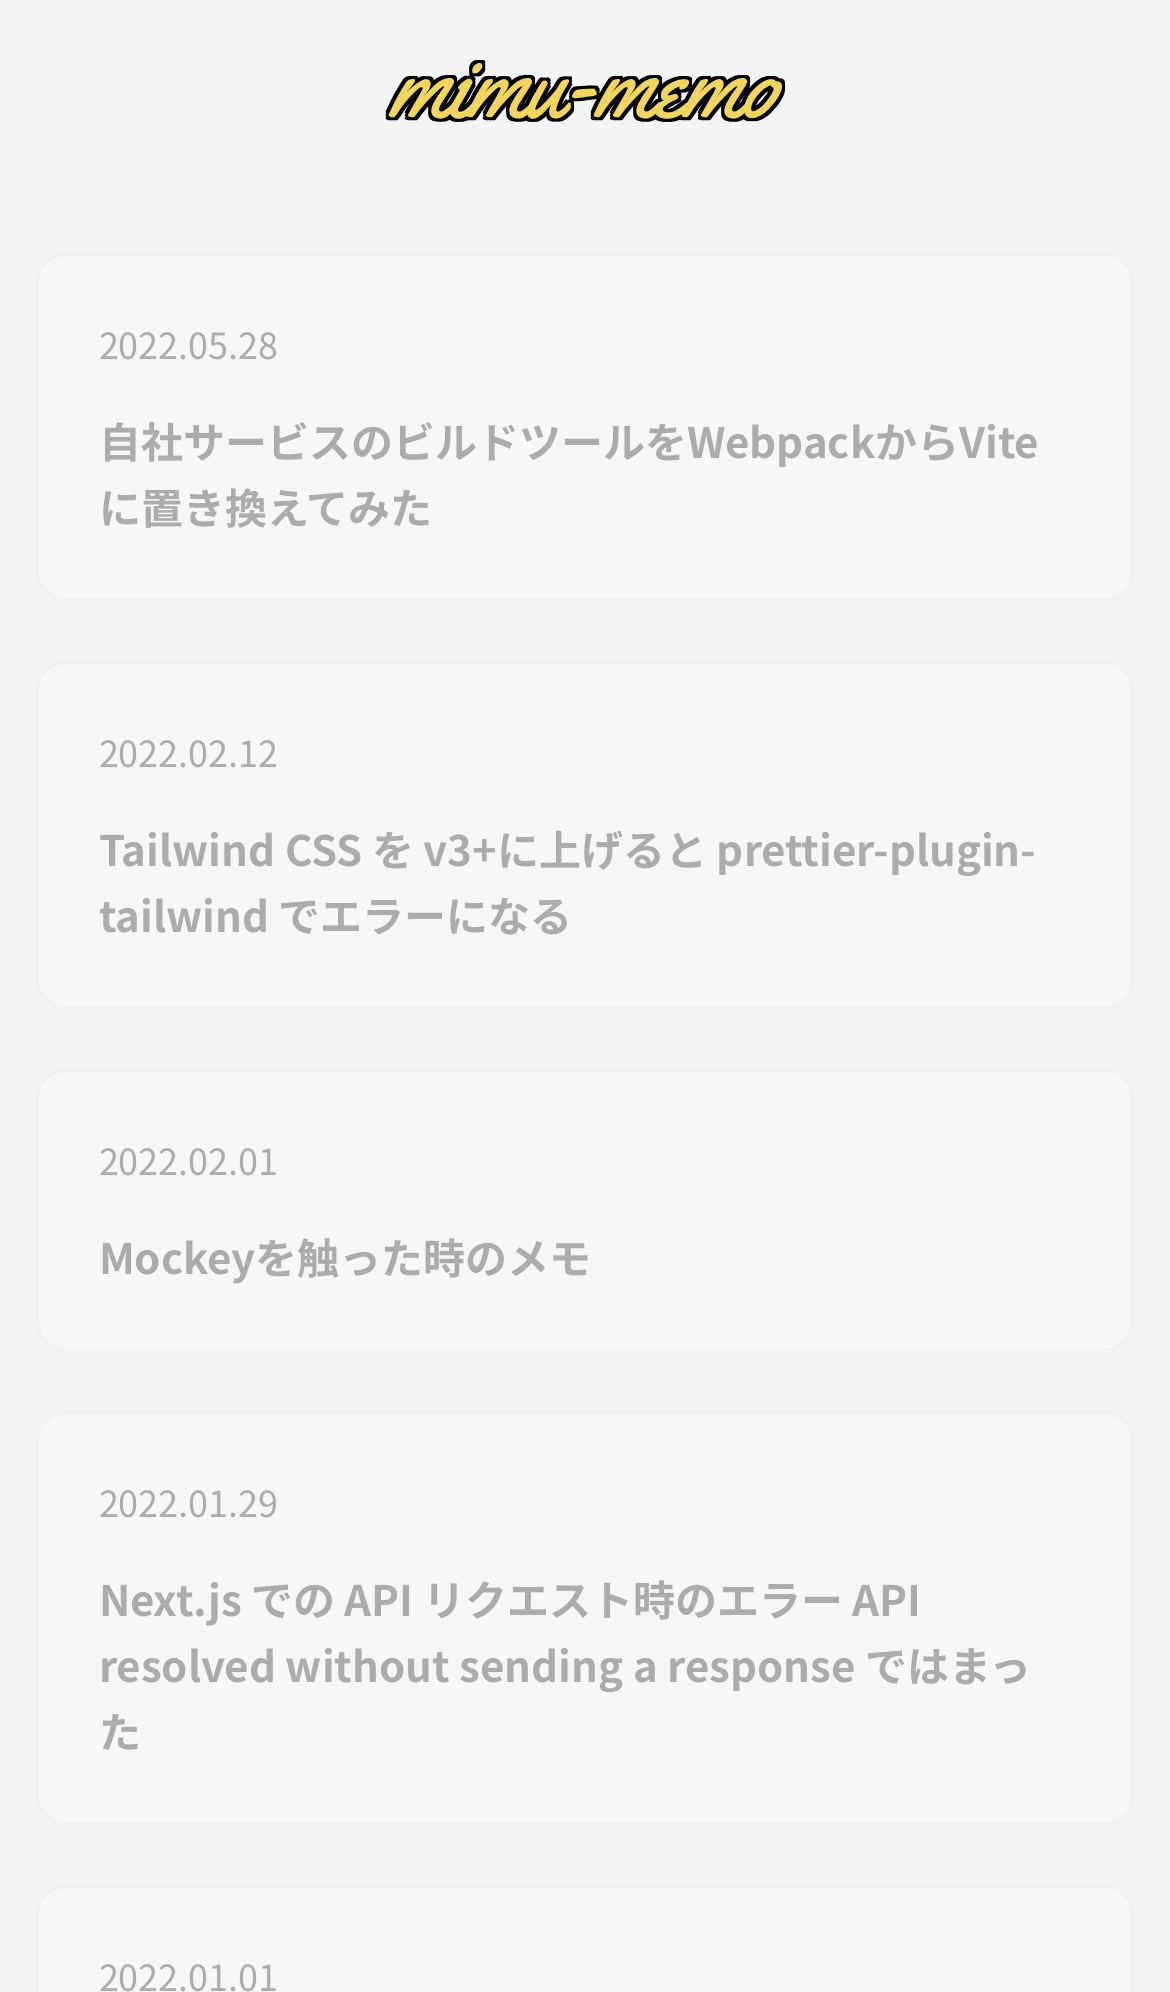 mimu-memo
2022.05.28
自社サービスのビルドツールをWebpackからVite
に置き換えてみた
2022.02.12
Tailwind CSS を v3+に上げると prettier-plugin-
tailwind でエラーになる
2022.02.01
Mockeyを触った時のメモ
2022.01.29
Next.js での API リクエスト時のエラー API
resolved without sending a response ではまっ
た
2022.01.01